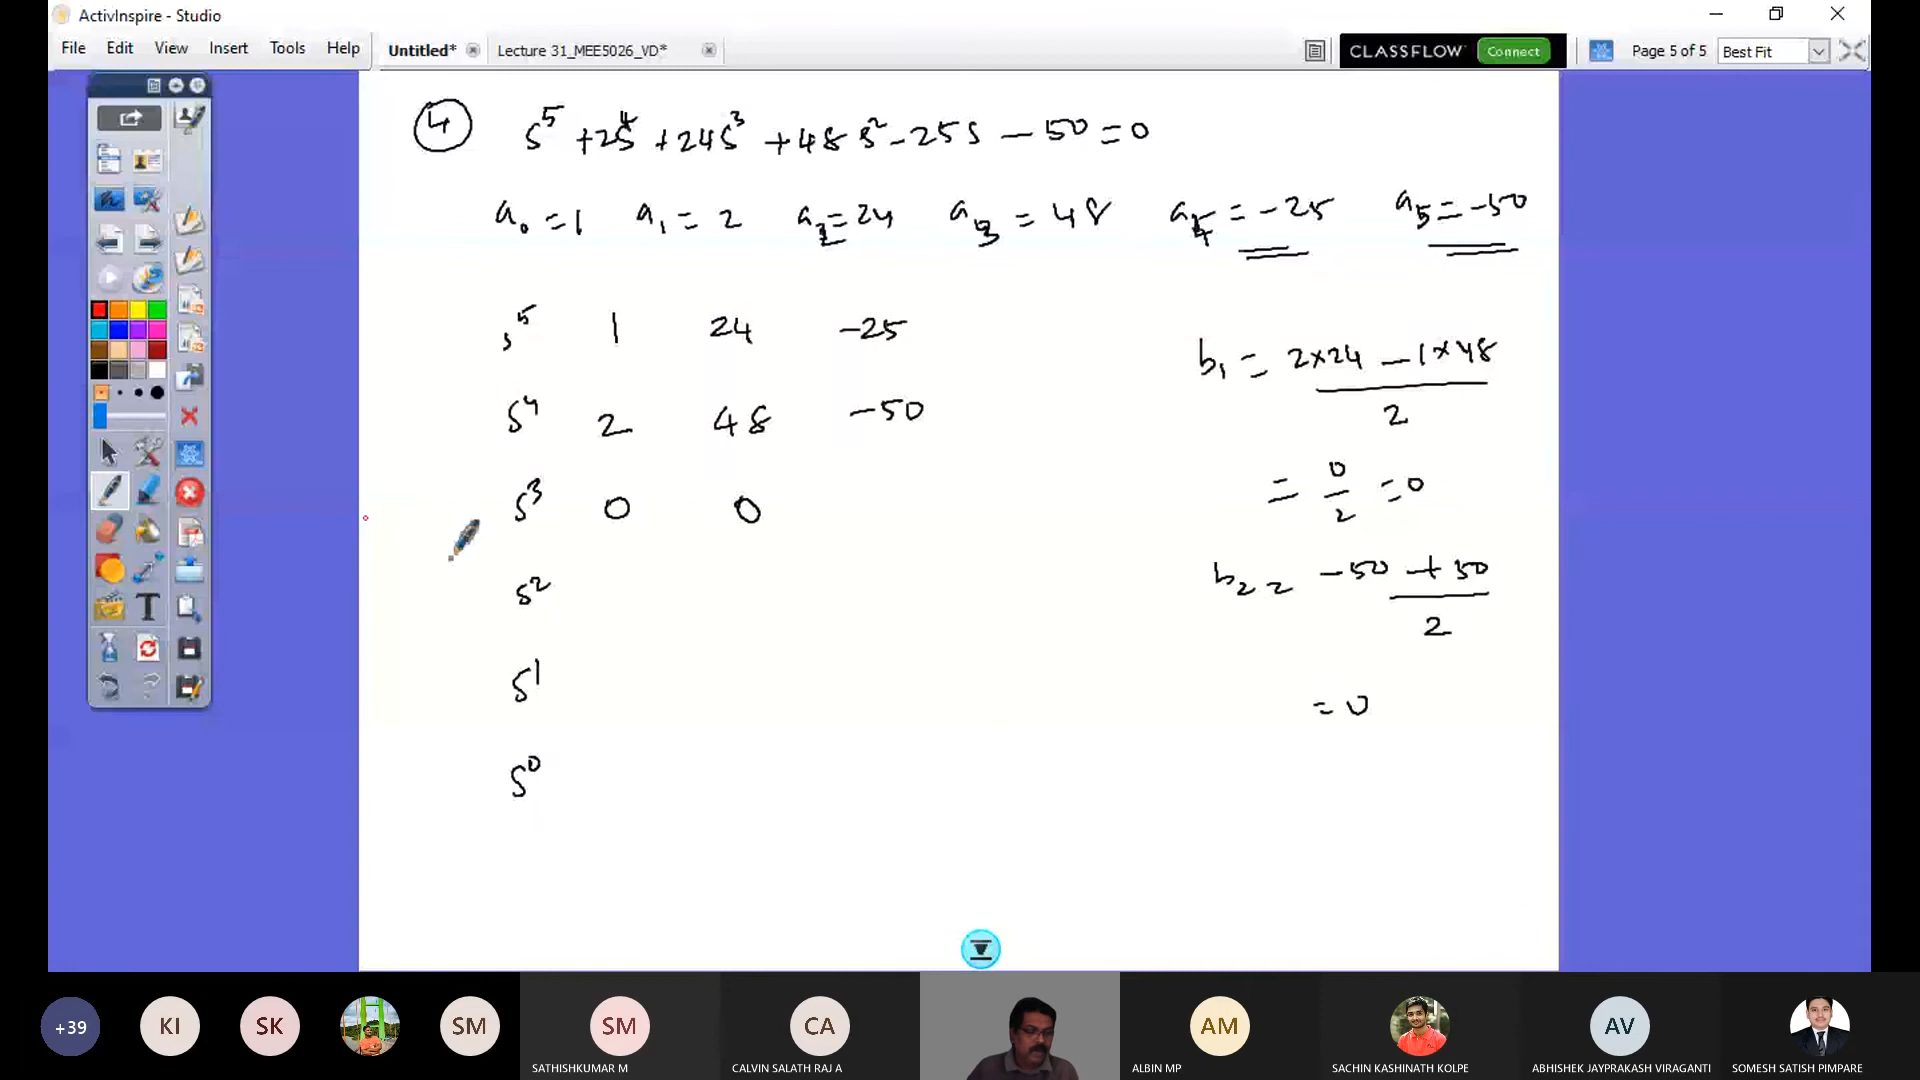 ActivInspire - Studio
File Edit View Insert Tools Help
Untitled*
Lecture 31_MEE5026_VD*
CLASSFLOW Connect
Page 5 of 5
Best Fit
④ s⁵ + 2s⁴ + 24s³ + 48s² - 25s - 50 = 0
a₀ = 1 a₁ = 2 a₂ = 24 a₃ = 48 a₄ = -25 a₅ = -50
s⁵ 1 24 -25
s⁴ 2 48 -50
s³ 0 0
s²
s¹
s⁰
b₁ = 2×24 - 1×48
2
= 0/2 = 0
b₂ = -50 + 50
2
= 0
T
+39
KI
SK
SM
SM
SATHISHKUMAR M
CA
CALVIN SALATH RAJ A
AM
ALBIN MP
SACHIN KASHINATH KOLPE
AV
ABHISHEK JAYPRAKASH VIRAGANTI
SOMESH SATISH PIMPARE